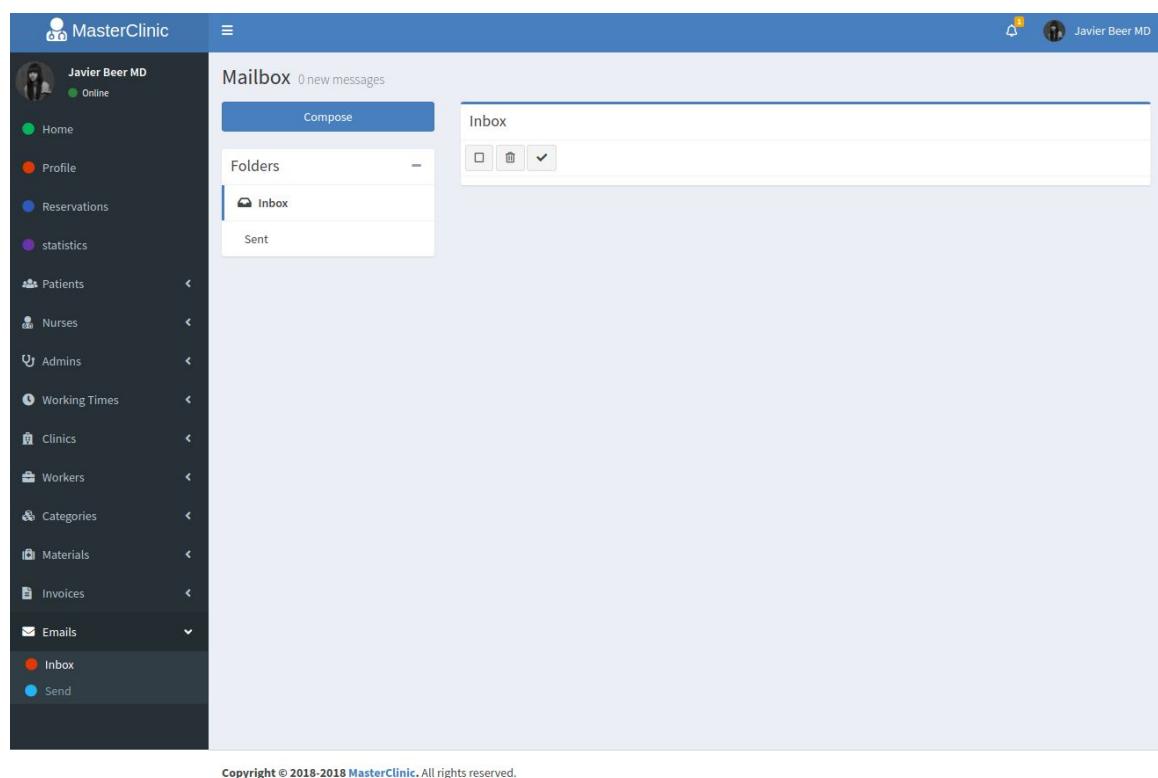 MasterClinic
1
Javier Beer MD
Javier Beer MD
Online
Home
Profile
Reservations
statistics
Patients
Nurses
Admins
Working Times
Clinics
Workers
Categories
Materials
Invoices
Emails
Inbox
Send
Mailbox 0 new messages
Compose
Folders
Inbox
Sent
Inbox
Copyright © 2018-2018 MasterClinic. All rights reserved.